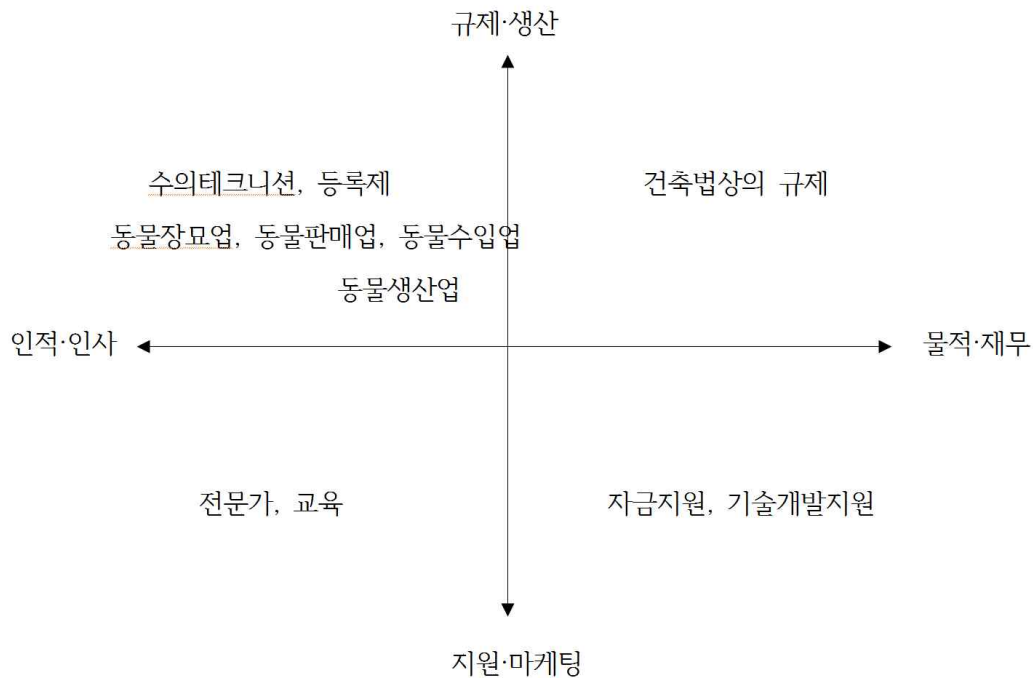 규제·생산
수의테크니션, 등록제
건축법상의 규제
동물장묘업, 동물판매업, 동물수입업
동물생산업
인적·인사
물적·재무
전문가, 교육
자금지원, 기술개발지원
지원·마케팅